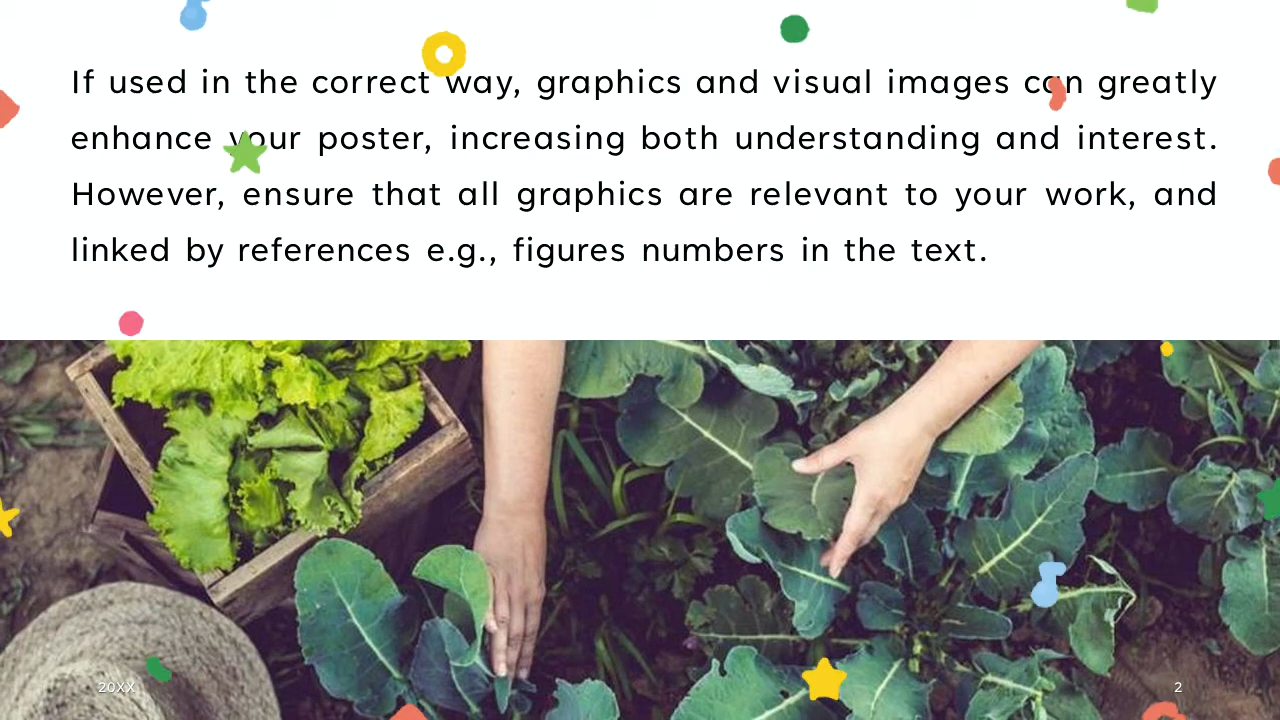 If used in the correct way, graphics and visual images can greatly
enhance your poster, increasing both understanding and interest.
However, ensure that all graphics are relevant to your work, and
linked by references e.g., figures numbers in the text.
20XX
2